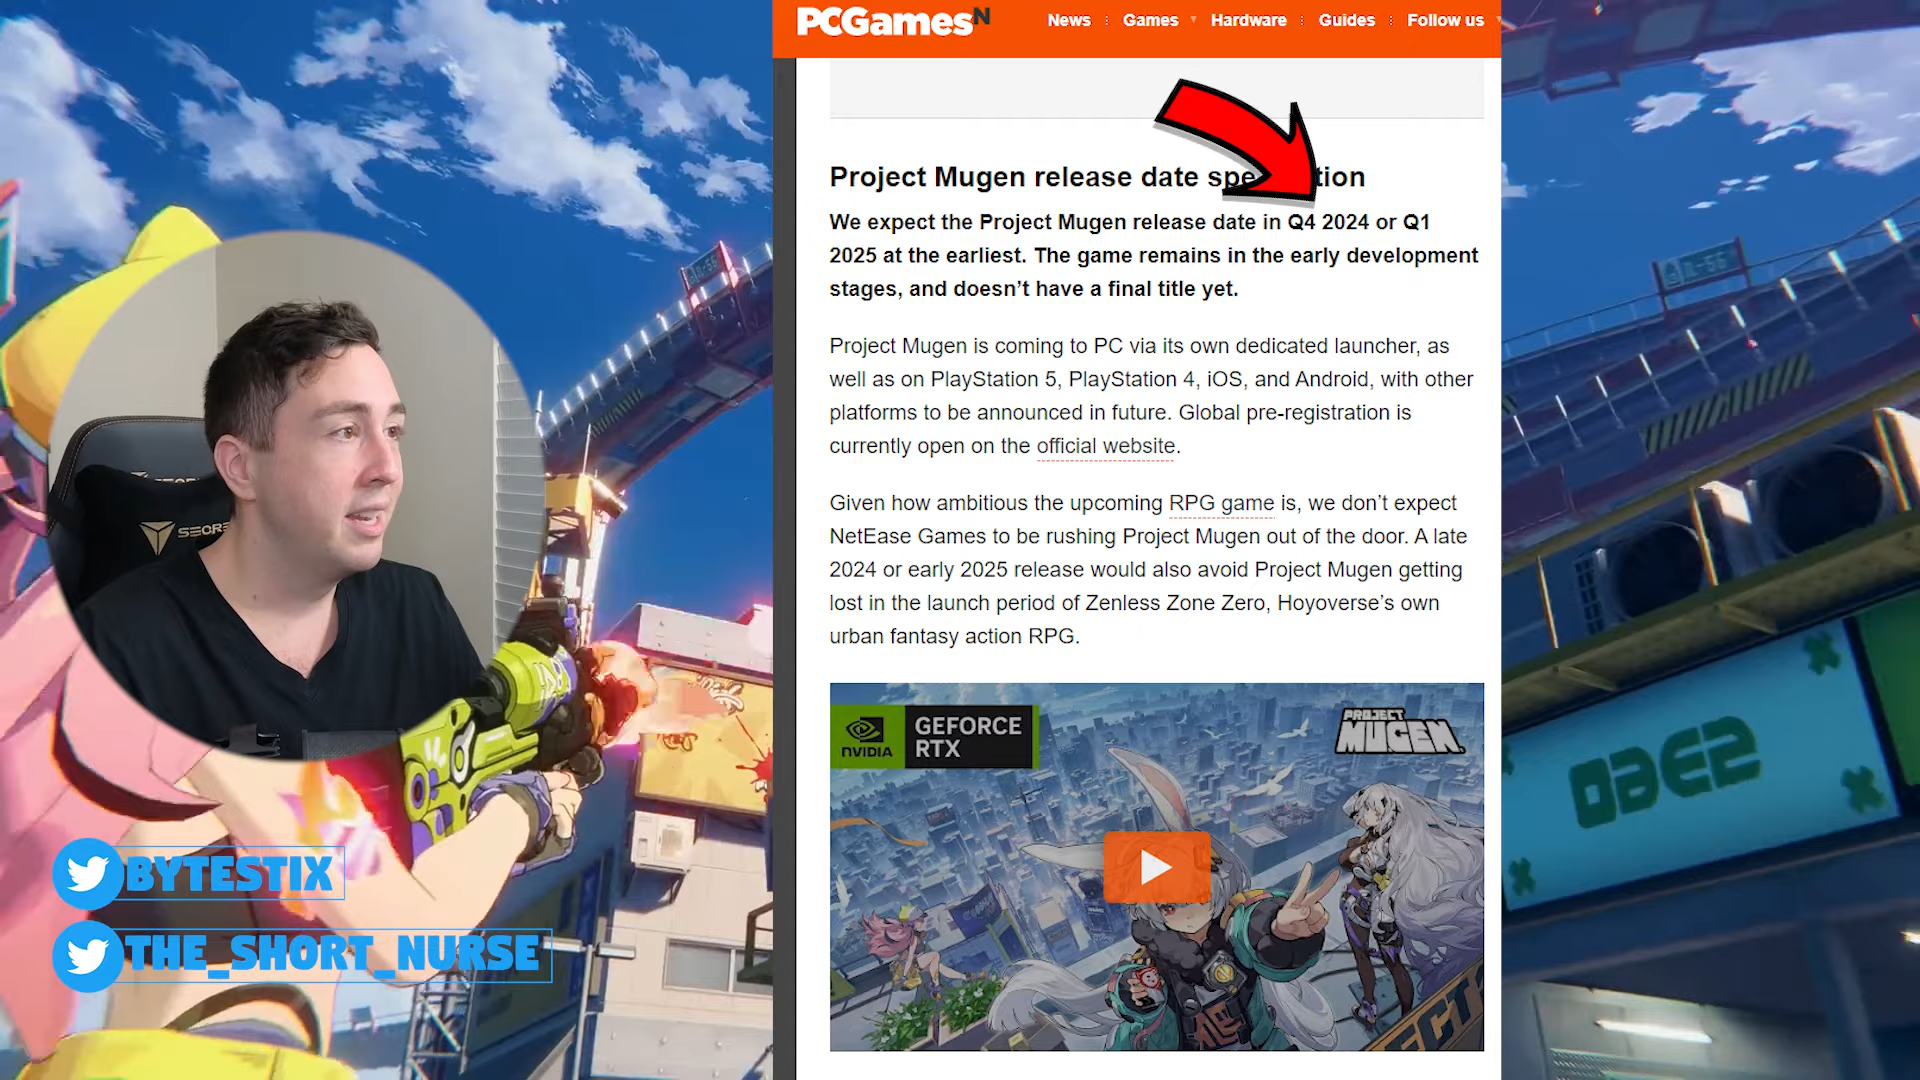 PCGamesN
News
Games
Hardware
Guides
Follow us
Project Mugen release date spe tion
We expect the Project Mugen release date in Q4 2024 or Q1
2025 at the earliest. The game remains in the early development
stages, and doesn’t have a final title yet.
Project Mugen is coming to PC via its own dedicated launcher, as
well as on PlayStation 5, PlayStation 4, iOS, and Android, with other
platforms to be announced in future. Global pre-registration is
currently open on the official website.
Given how ambitious the upcoming RPG game is, we don’t expect
NetEase Games to be rushing Project Mugen out of the door. A late
2024 or early 2025 release would also avoid Project Mugen getting
lost in the launch period of Zenless Zone Zero, Hoyoverse’s own
urban fantasy action RPG.
NVIDIA
GEFORCE
RTX
PROJECT
MUGEN
BYTESTIX
THE_SHORT_NURSE